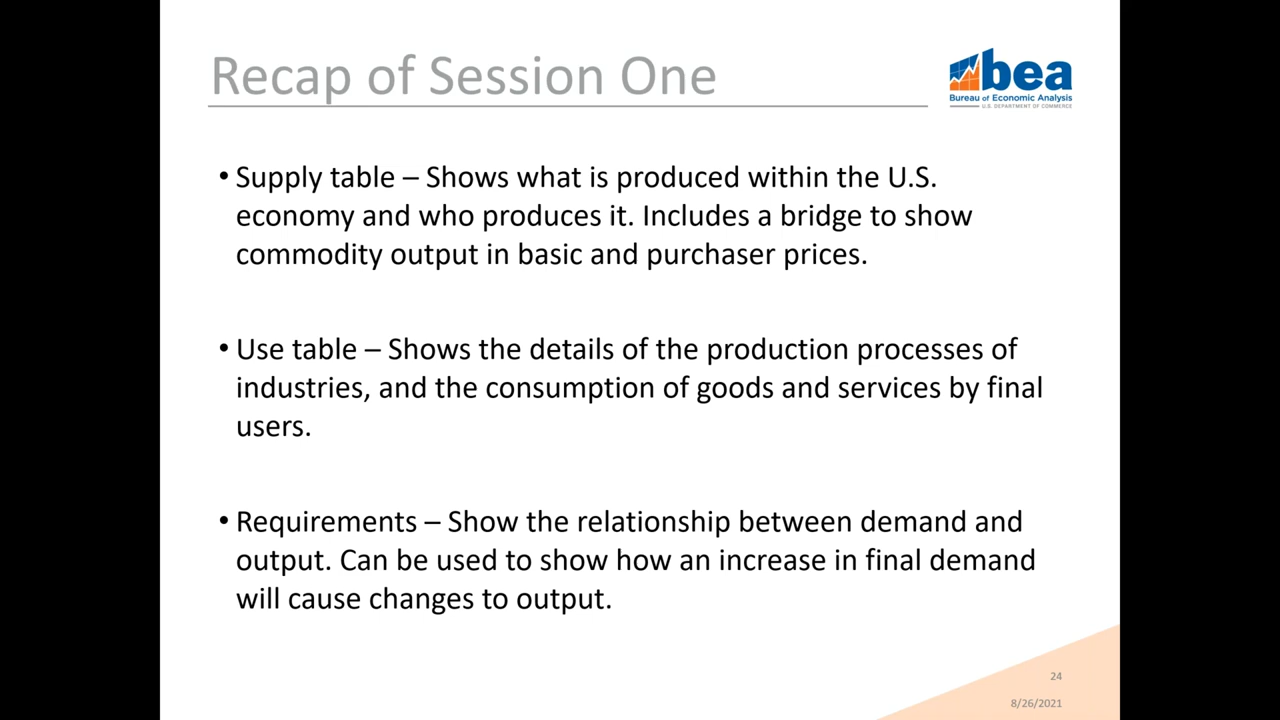 Recap of Session One
bea
Bureau of Economic Analysis
U.S. DEPARTMENT OF COMMERCE
• Supply table – Shows what is produced within the U.S.
economy and who produces it. Includes a bridge to show
commodity output in basic and purchaser prices.
• Use table – Shows the details of the production processes of
industries, and the consumption of goods and services by final
users.
• Requirements – Show the relationship between demand and
output. Can be used to show how an increase in final demand
will cause changes to output.
24
8/26/2021